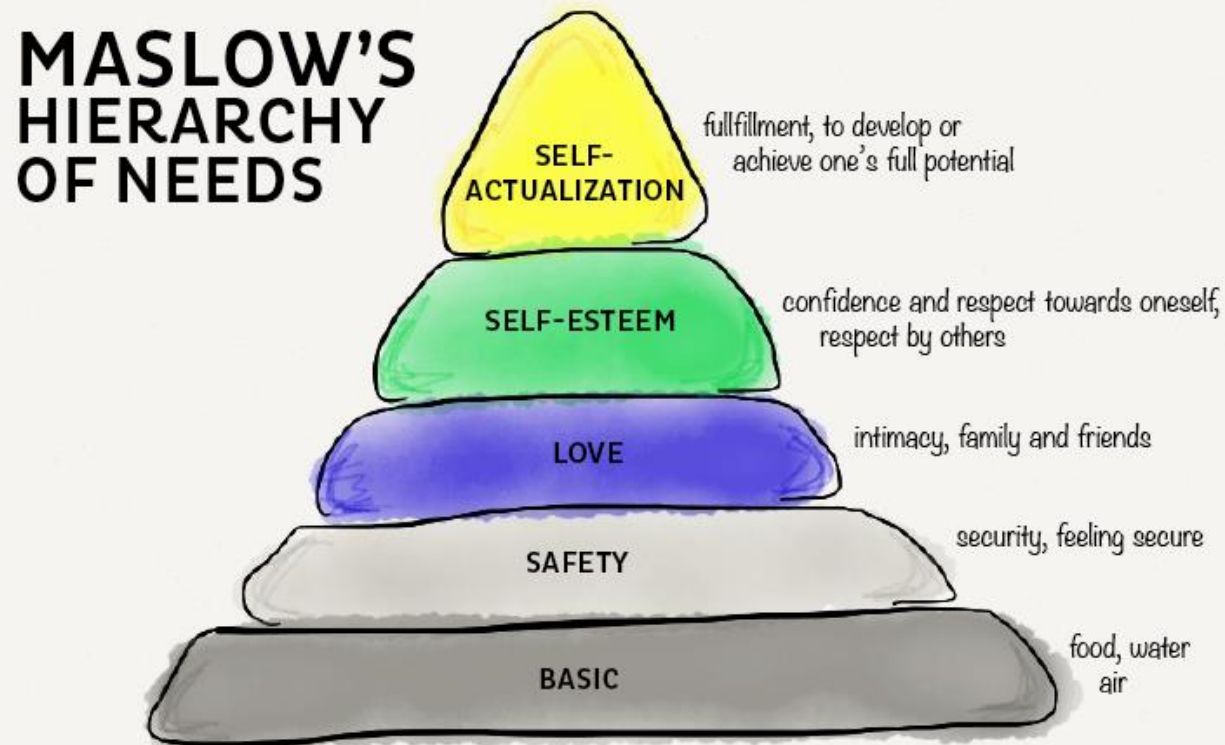 MASLOW'S
HIERARCHY
OF NEEDS
SELF-
ACTUALIZATION
fullfillment, to develop or
achieve one's full potential
SELF-ESTEEM
confidence and respect towards oneself,
respect by others
LOVE
intimacy, family and friends
SAFETY
security, feeling secure
BASIC
food, water
air